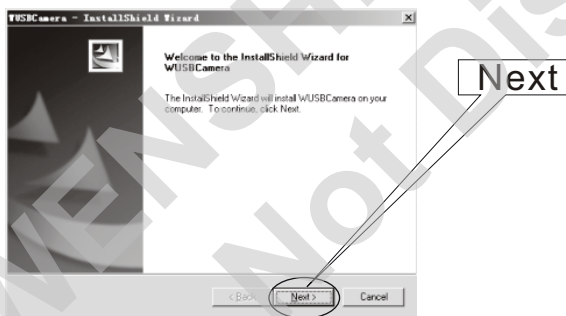 WUSBCamera - InstallShield Wizard
Welcome to the InstallShield Wizard for
WUSBCamera
The InstallShield Wizard will install WUSBCamera on your
computer. To continue, click Next.
Next
< Back
Next >
Cancel